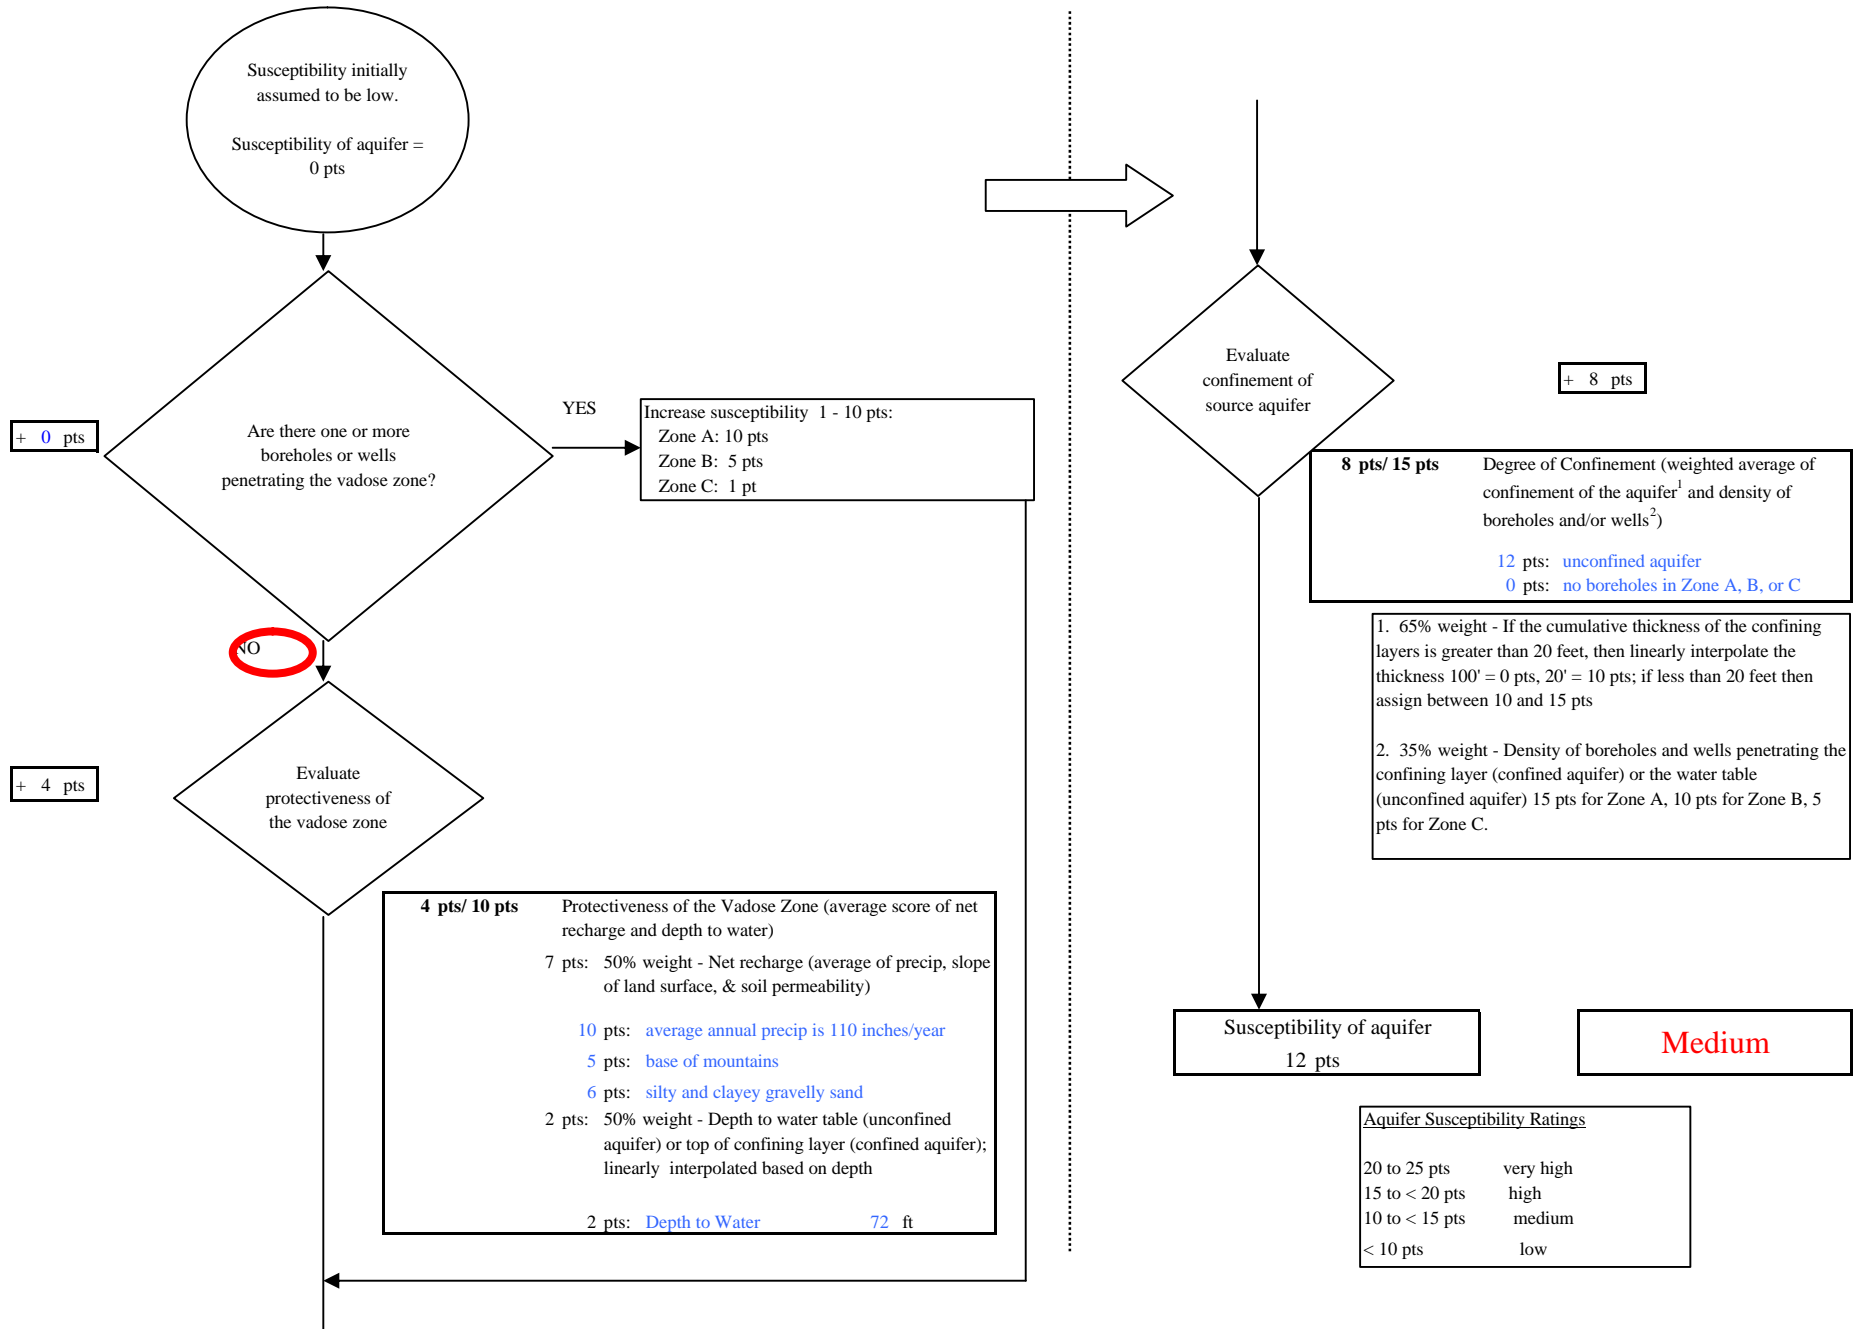 Susceptibility initially
assumed to be low.
Susceptibility of aquifer =
0 pts
Are there one or more
boreholes or wells
penetrating the vadose zone?
+ 0 pts
YES
Increase susceptibility 1 - 10 pts:
Zone A: 10 pts
Zone B: 5 pts
Zone C: 1 pt
NO
Evaluate
protectiveness of
the vadose zone
+ 4 pts
4 pts/ 10 pts Protectiveness of the Vadose Zone (average score of net
recharge and depth to water)
7 pts: 50% weight - Net recharge (average of precip, slope
of land surface, & soil permeability)
10 pts: average annual precip is 110 inches/year
5 pts: base of mountains
6 pts: silty and clayey gravelly sand
2 pts: 50% weight - Depth to water table (unconfined
aquifer) or top of confining layer (confined aquifer);
linearly interpolated based on depth
2 pts: Depth to Water 72 ft
Evaluate
confinement of
source aquifer
+ 8 pts
8 pts/ 15 pts Degree of Confinement (weighted average of
confinement of the aquifer¹ and density of
boreholes and/or wells²)
12 pts: unconfined aquifer
0 pts: no boreholes in Zone A, B, or C
1. 65% weight - If the cumulative thickness of the confining
layers is greater than 20 feet, then linearly interpolate the
thickness 100' = 0 pts, 20' = 10 pts; if less than 20 feet then
assign between 10 and 15 pts
2. 35% weight - Density of boreholes and wells penetrating the
confining layer (confined aquifer) or the water table
(unconfined aquifer) 15 pts for Zone A, 10 pts for Zone B, 5
pts for Zone C.
Susceptibility of aquifer
12 pts
Medium
Aquifer Susceptibility Ratings
20 to 25 pts very high
15 to < 20 pts high
10 to < 15 pts medium
< 10 pts low